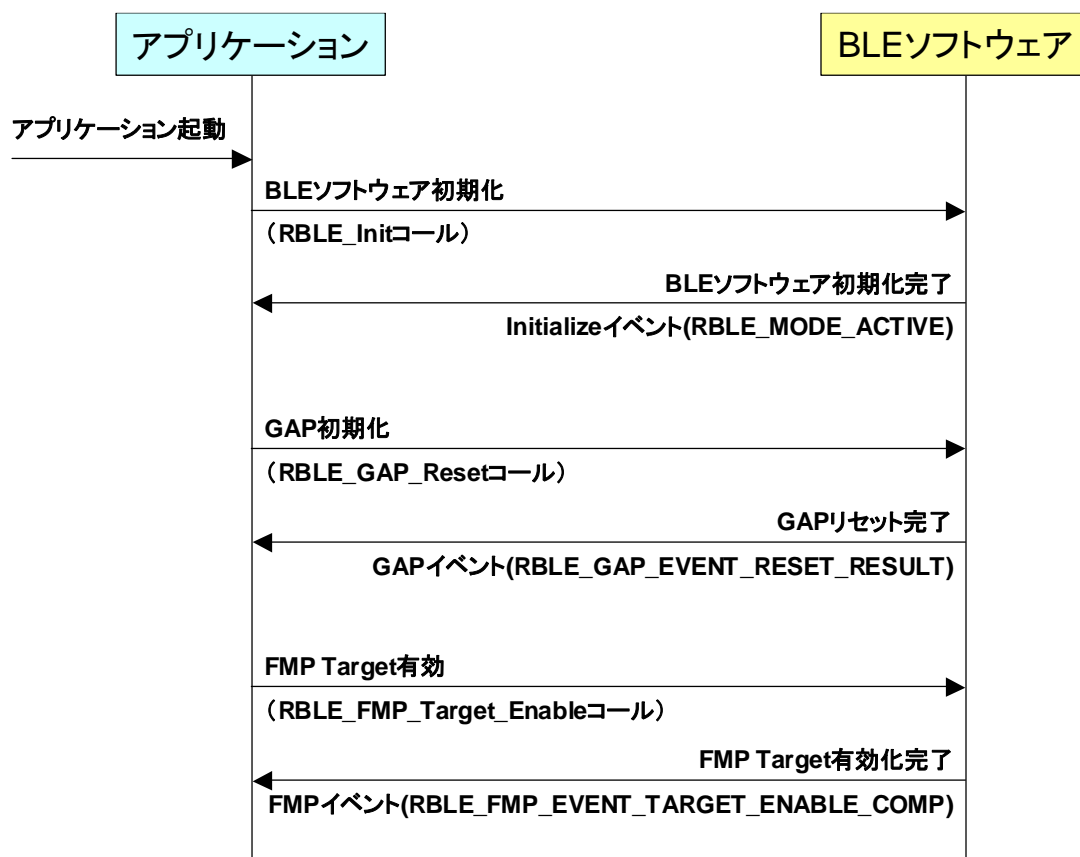 アプリケーション
BLEソフトウェア
アプリケーション起動
BLEソフトウェア初期化
（RBLE_Initコール）
BLEソフトウェア初期化完了
Initializeイベント(RBLE_MODE_ACTIVE)
GAP初期化
（RBLE_GAP_Resetコール）
GAPリセット完了
GAPイベント(RBLE_GAP_EVENT_RESET_RESULT)
FMP Target有効
（RBLE_FMP_Target_Enableコール）
FMP Target有効化完了
FMPイベント(RBLE_FMP_EVENT_TARGET_ENABLE_COMP)